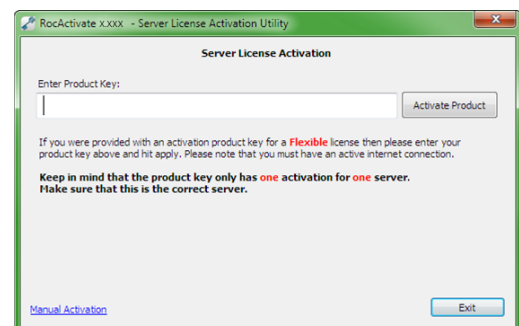 RocActivate x.xxx - Server License Activation Utility
Server License Activation
Enter Product Key:
Activate Product
If you were provided with an activation product key for a Flexible license then please enter your
product key above and hit apply. Please note that you must have an active internet connection.
Keep in mind that the product key only has one activation for one server.
Make sure that this is the correct server.
Manual Activation
Exit